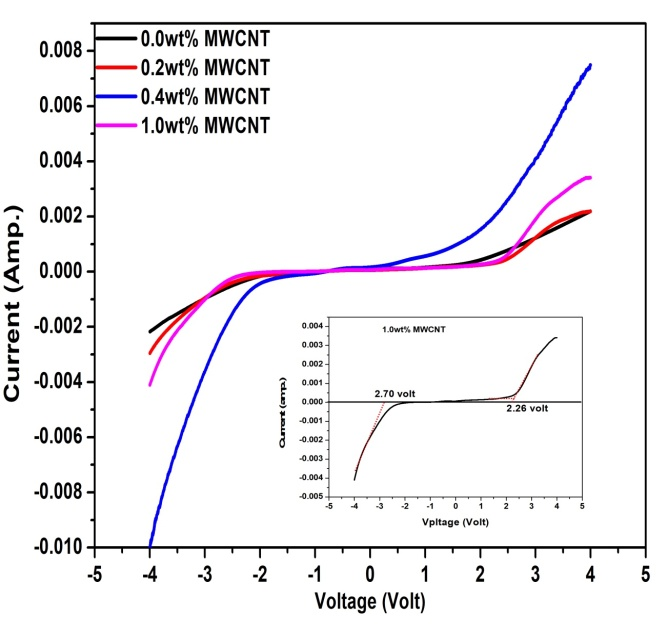 0.0wt% MWCNT
0.2wt% MWCNT
0.4wt% MWCNT
1.0wt% MWCNT
0.008
0.006
0.004
0.002
0.000
-0.002
-0.004
-0.006
-0.008
-0.010
Current (Amp.)
-5 -4 -3 -2 -1 0 1 2 3 4 5
Voltage (Volt)
1.0wt% MWCNT
0.004
0.003
0.002
0.001
0.000
-0.001
-0.002
-0.003
-0.004
-0.005
Current (amp.)
2.70 volt
2.26 volt
-5 -4 -3 -2 -1 0 1 2 3 4 5
Vpltage (Volt)